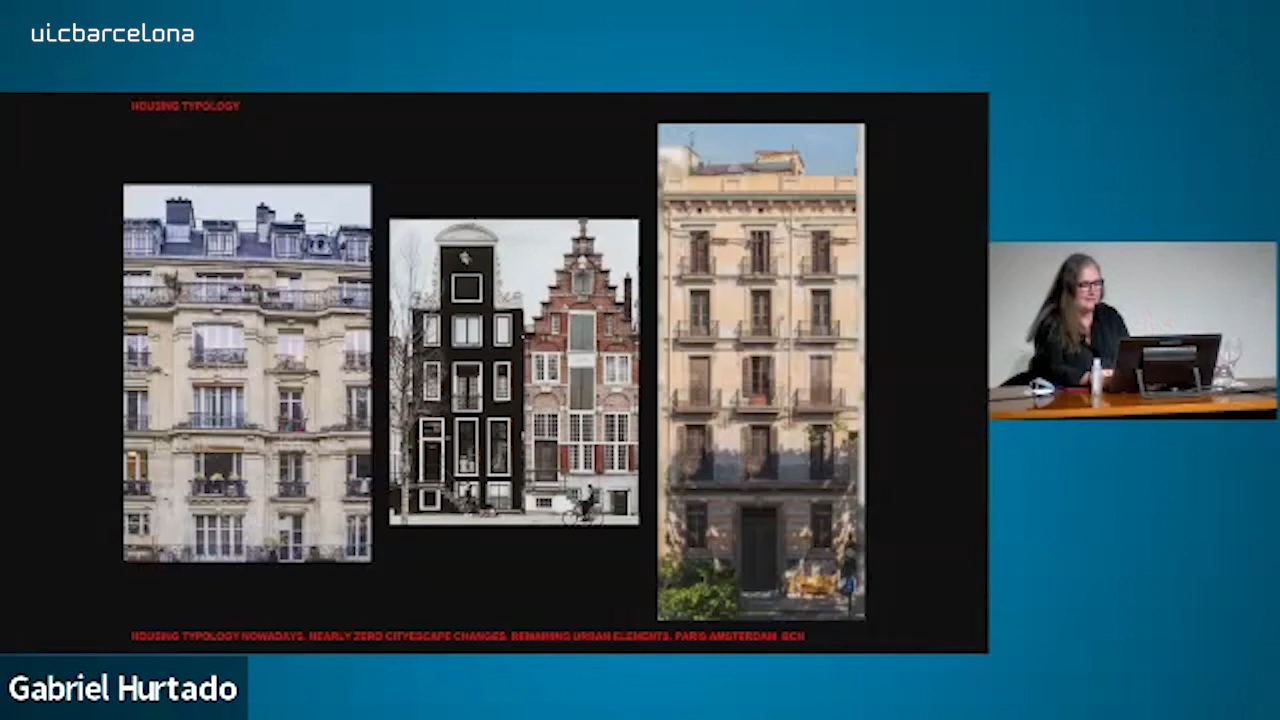 uicbarcelona
HOUSING TYPOLOGY
HOUSING TYPOLOGY NOWADAYS. NEARLY ZERO CITYSCAPE CHANGES. REMAINING URBAN ELEMENTS. PARIS AMSTERDAM BCN
Gabriel Hurtado